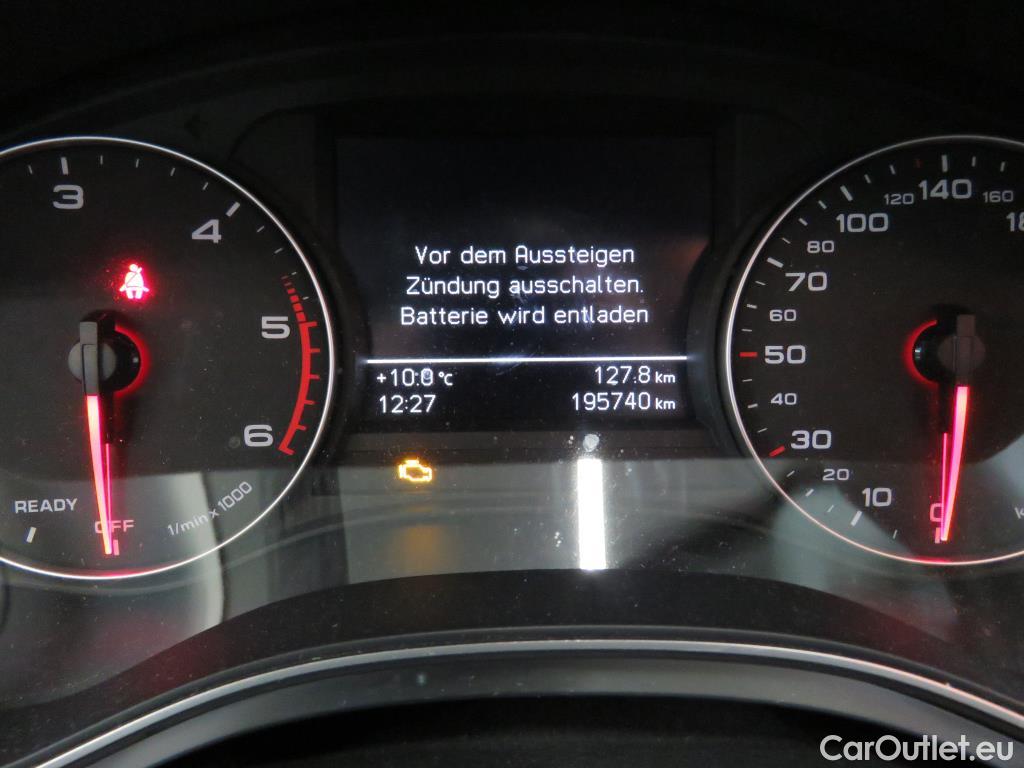 3
4
5
6
READY
OFF
1/min x 1000
Vor dem Aussteigen
Zündung ausschalten.
Batterie wird entladen
+10.0 °C 127.8 km
12:27 195740 km
0
10
20
30
40
50
60
70
80
100
120
140
160
CarOutlet.eu